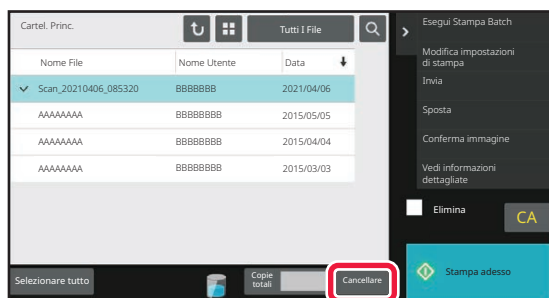 Cartel. Princ.
Tutti I File
Nome File Nome Utente Data
Scan_20210406_085320 BBBBBBB 2021/04/06
AAAAAAAA BBBBBBBB 2015/05/05
AAAAAAAA BBBBBBBB 2015/04/04
AAAAAAAA BBBBBBBB 2015/03/03
Selezionare tutto
Copie
totali
Cancellare
Esegui Stampa Batch
Modifica impostazioni
di stampa
Invia
Sposta
Conferma immagine
Vedi informazioni
dettagliate
Elimina
CA
Stampa adesso